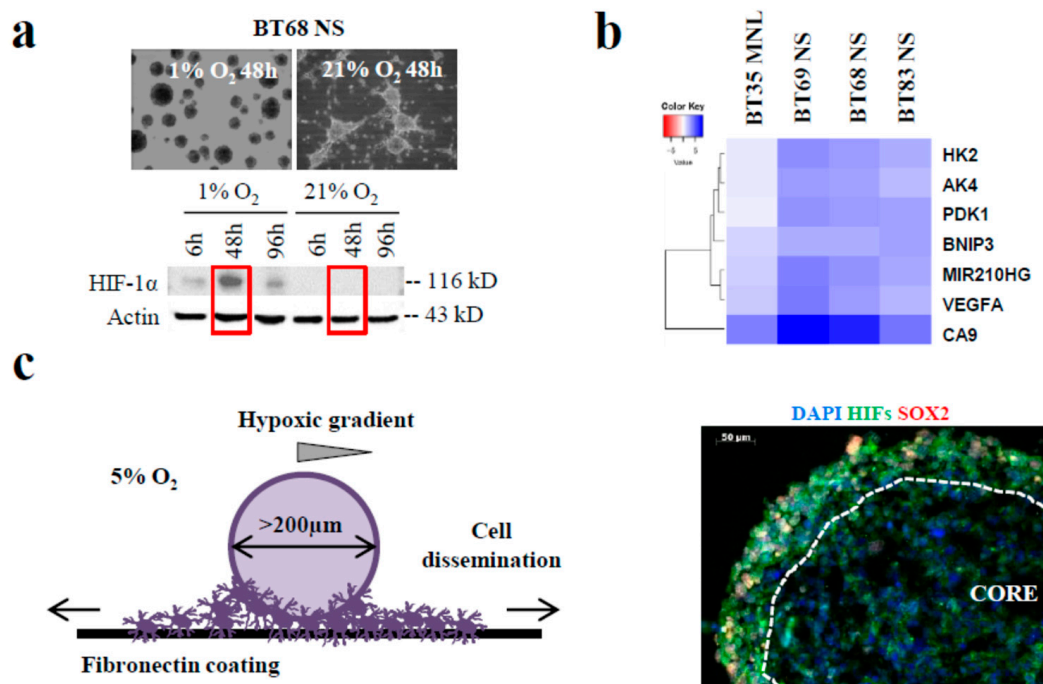 a
BT68 NS
1% O₂ 48h
21% O₂ 48h
1% O₂
21% O₂
6h
48h
96h
6h
48h
96h
HIF-1α
-- 116 kD
Actin
-- 43 kD
b
BT35 MNL
BT69 NS
BT68 NS
BT83 NS
Color Key
-5
5
Value
HK2
AK4
PDK1
BNIP3
MIR210HG
VEGFA
CA9
c
Hypoxic gradient
5% O₂
>200µm
Cell
dissemination
Fibronectin coating
DAPI HIFs SOX2
50 µm
CORE